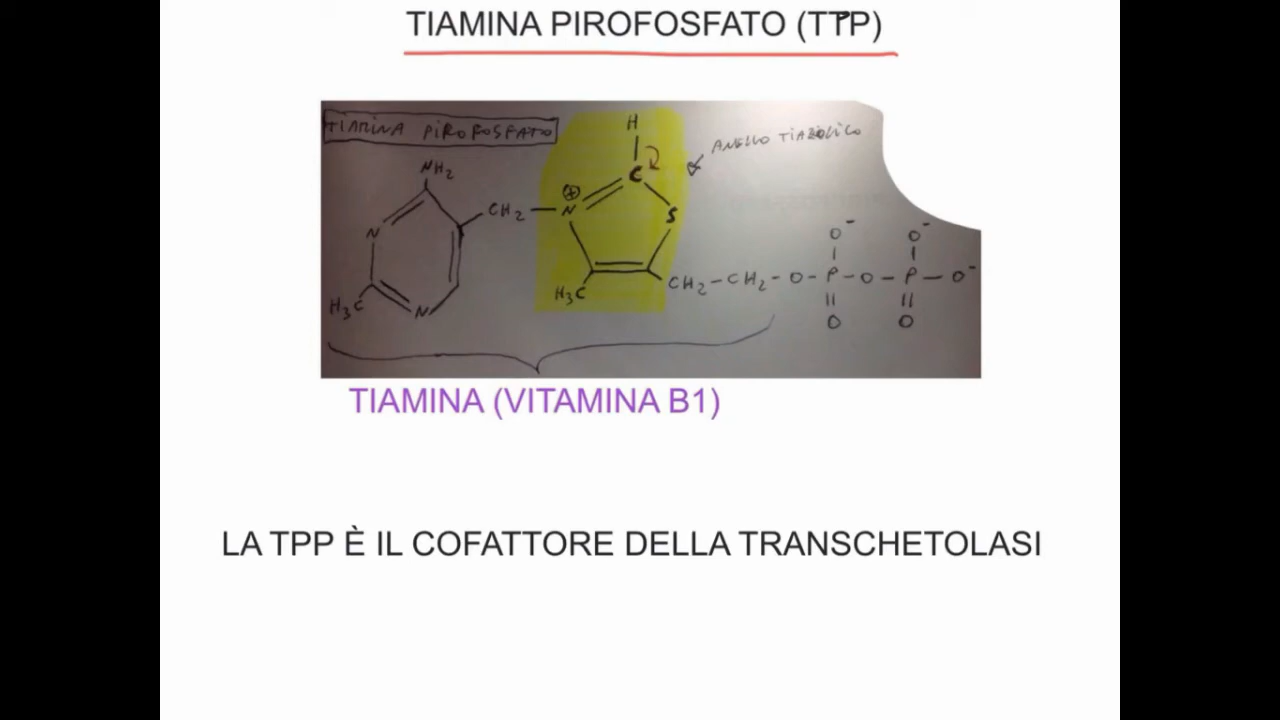 TIAMINA PIROFOSFATO (TTP)
TIAMINA PIROFOSFATO
H
ANELLO TIAZOLICO
NH2
C
CH2
⊕
N
S
N
O-
O-
CH2-CH2-O-P-O-P-O-
H3C
H3C
N
O
O
TIAMINA (VITAMINA B1)
LA TPP È IL COFATTORE DELLA TRANSCHETOLASI